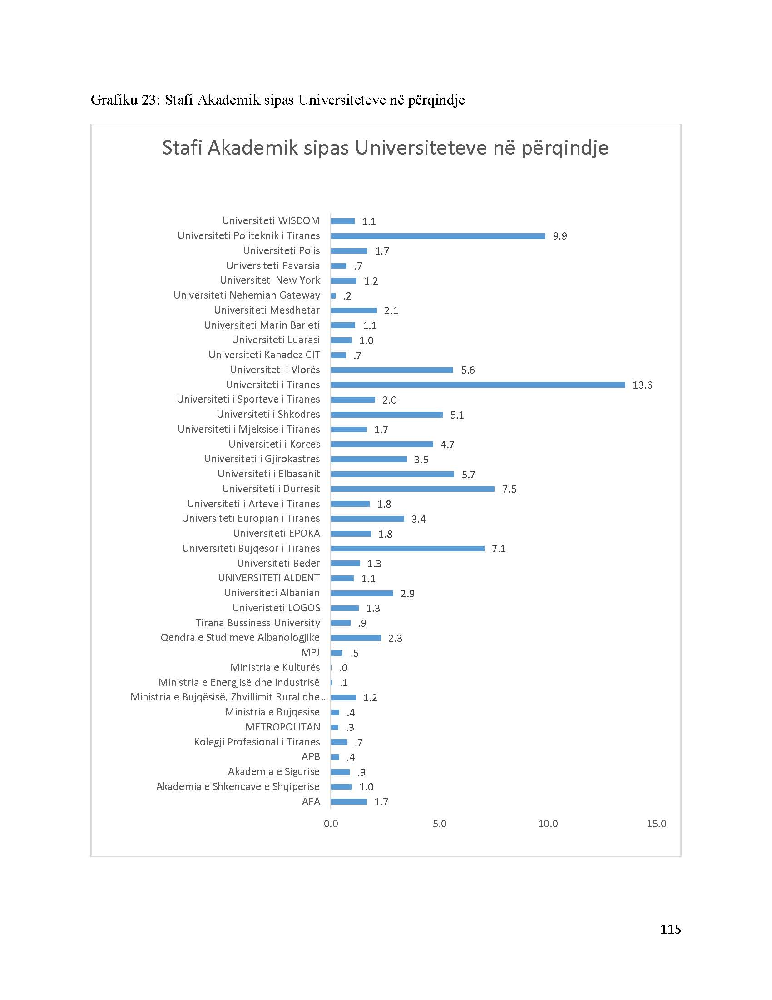 Grafiku 23: Stafi Akademik sipas Universiteteve në përqindje
Stafi Akademik sipas Universiteteve në përqindje
Universiteti WISDOM 1.1
Universiteti Politeknik i Tiranes 9.9
Universiteti Polis 1.7
Universiteti Pavarsia .7
Universiteti New York 1.2
Universiteti Nehemiah Gateway .2
Universiteti Mesdhetar 2.1
Universiteti Marin Barleti 1.1
Universiteti Luarasi 1.0
Universiteti Kanadez CIT .7
Universiteti i Vlorës 5.6
Universiteti i Tiranes 13.6
Universiteti i Sporteve i Tiranes 2.0
Universiteti i Shkodres 5.1
Universiteti i Mjeksise i Tiranes 1.7
Universiteti i Korces 4.7
Universiteti i Gjirokastres 3.5
Universiteti i Elbasanit 5.7
Universiteti i Durresit 7.5
Universiteti i Arteve i Tiranes 1.8
Universiteti Europian i Tiranes 3.4
Universiteti EPOKA 1.8
Universiteti Bujqesor i Tiranes 7.1
Universiteti Beder 1.3
UNIVERSITETI ALDENT 1.1
Universiteti Albanian 2.9
Univeristeti LOGOS 1.3
Tirana Bussiness University .9
Qendra e Studimeve Albanologjike 2.3
MPJ .5
Ministria e Kulturës .0
Ministria e Energjisë dhe Industrisë .1
Ministria e Bujqësisë, Zhvillimit Rural dhe... 1.2
Ministria e Bujqesise .4
METROPOLITAN .3
Kolegji Profesional i Tiranes .7
APB .4
Akademia e Sigurise .9
Akademia e Shkencave e Shqiperise 1.0
AFA 1.7
0.0 5.0 10.0 15.0
115